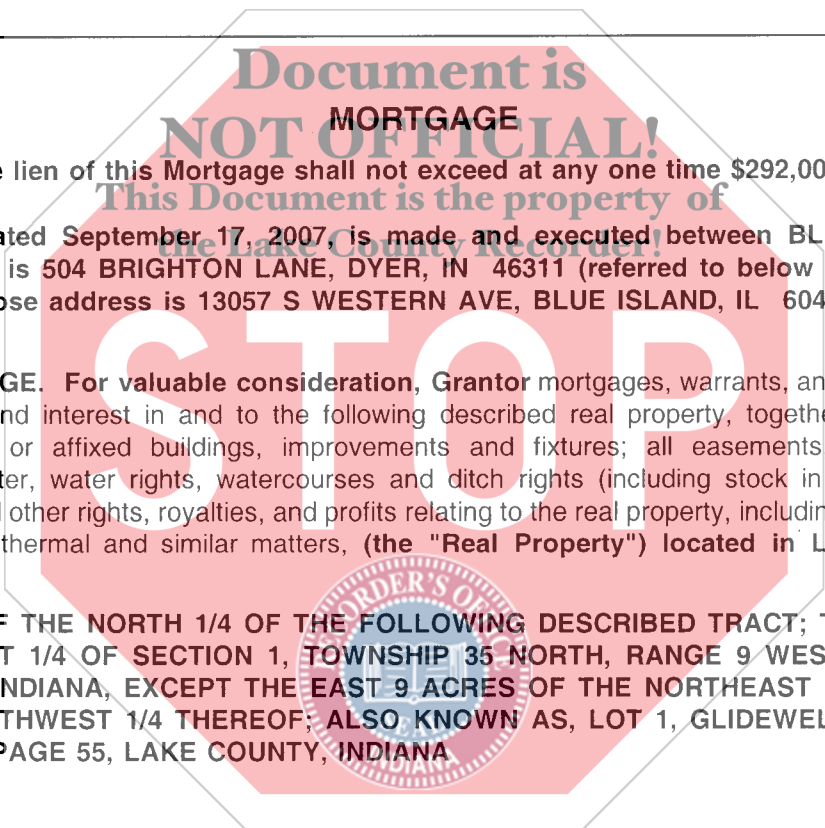 Document is
MORTGAGE
NOT OFFICIAL!
lien of this Mortgage shall not exceed at any one time $292,00
This Document is the property of
ated September 17, 2007, is made and executed between BL
the Lake County Recorder!
is 504 BRIGHTON LANE, DYER, IN 46311 (referred to below
ose address is 13057 S WESTERN AVE, BLUE ISLAND, IL 604
STOP
GE. For valuable consideration, Grantor mortgages, warrants, an
nd interest in and to the following described real property, togethe
or affixed buildings, improvements and fixtures; all easements
ter, water rights, watercourses and ditch rights (including stock in
other rights, royalties, and profits relating to the real property, includin
thermal and similar matters, (the "Real Property") located in L
F THE NORTH 1/4 OF THE FOLLOWING DESCRIBED TRACT; T
T 1/4 OF SECTION 1, TOWNSHIP 35 NORTH, RANGE 9 WES
NDIANA, EXCEPT THE EAST 9 ACRES OF THE NORTHEAST
THWEST 1/4 THEREOF; ALSO KNOWN AS, LOT 1, GLIDEWEL
PAGE 55, LAKE COUNTY, INDIANA
RECORDER'S OFFICE
SEAL
INDIANA